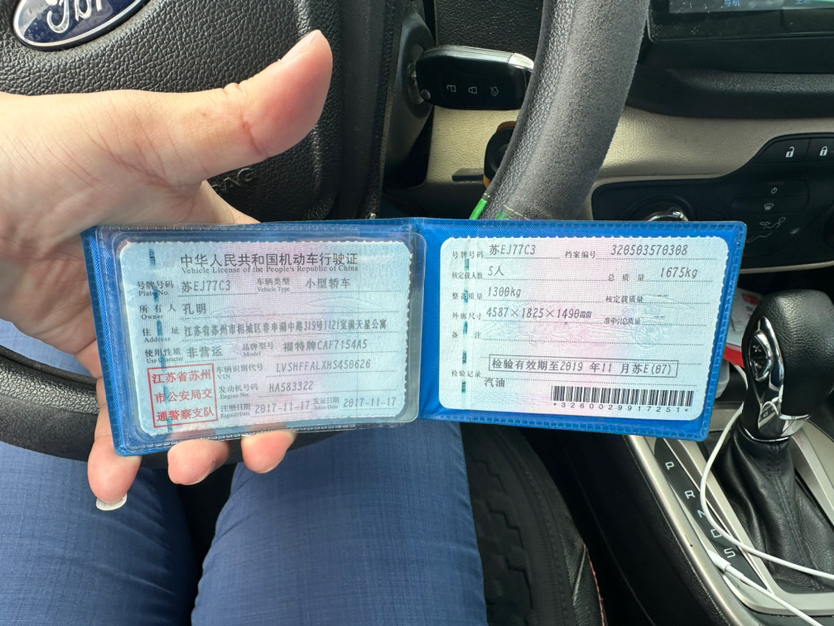 Ford
中华人民共和国机动车行驶证
Vehicle License of the People's Republic of China
号牌号码 苏EJ77C3 车辆类型 小型轿车
Plate No. Vehicle Type
所有人 孔明
Owner
住址 江苏省苏州市相城区春申湖中路319号1121室满天星公寓
Address
使用性质 非营运 品牌型号 福特牌CAF7154A5
Use Character Model
江苏省苏州市公安局交通警察支队
车辆识别代号 LVSHFFALXHS450626
VIN
发动机号码 HA583322
Engine No.
注册日期 2017-11-17 发证日期 2017-11-17
Register Date Issue Date
号牌号码 苏EJ77C3 档案编号 320503570308
核定载人数 5人 总质量 1675kg
整备质量 1300kg 核定载质量 --
外廓尺寸 4587×1825×1490mm 准牵引总质量 --
备注
检验有效期至2019年11月苏E(07)
检验记录
汽油
*3260029917251*
P
R
N
D
S